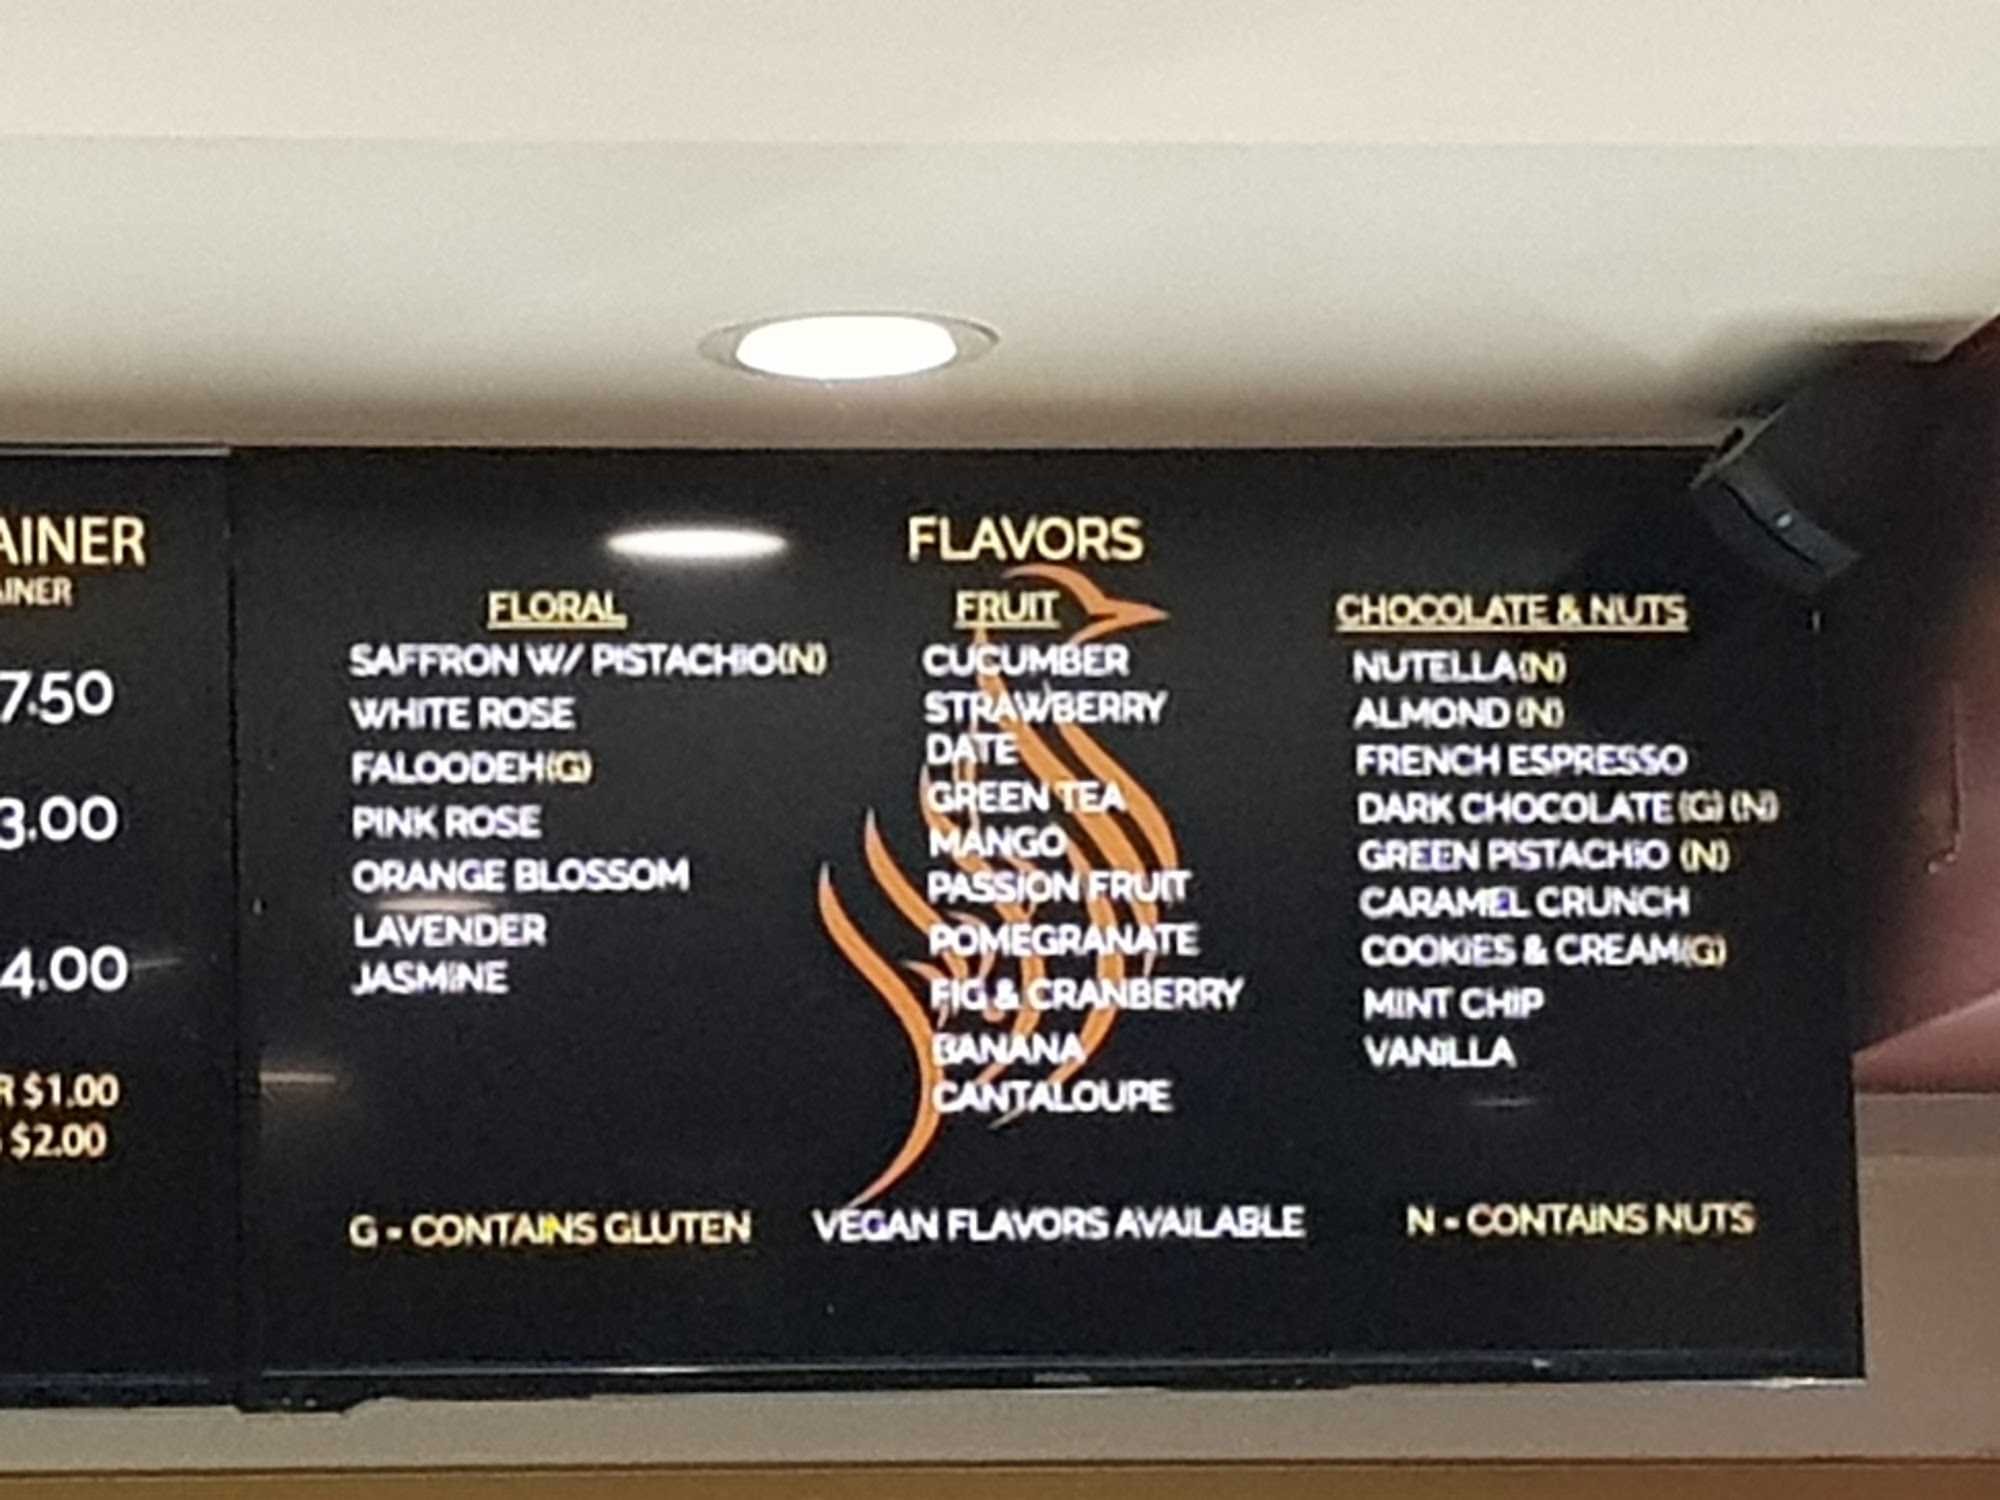 AINER
AINER
7.50
3.00
4.00
R $1.00
$2.00
FLAVORS
FLORAL
SAFFRON W/ PISTACHIO(N)
WHITE ROSE
FALOODEH(G)
PINK ROSE
ORANGE BLOSSOM
LAVENDER
JASMINE
FRUIT
CUCUMBER
STRAWBERRY
DATE
GREEN TEA
MANGO
PASSION FRUIT
POMEGRANATE
FIG & CRANBERRY
BANANA
CANTALOUPE
CHOCOLATE & NUTS
NUTELLA(N)
ALMOND (N)
FRENCH ESPRESSO
DARK CHOCOLATE (G) (N)
GREEN PISTACHIO (N)
CARAMEL CRUNCH
COOKIES & CREAM(G)
MINT CHIP
VANILLA
G - CONTAINS GLUTEN
VEGAN FLAVORS AVAILABLE
N - CONTAINS NUTS